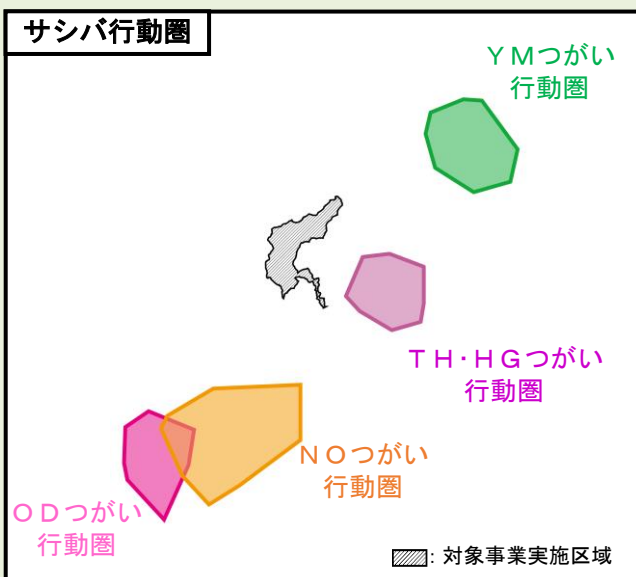 サシバ行動圏
ＹＭつがい
行動圏
ＴＨ･ＨＧつがい
行動圏
ＮＯつがい
行動圏
ＯＤつがい
行動圏
: 対象事業実施区域